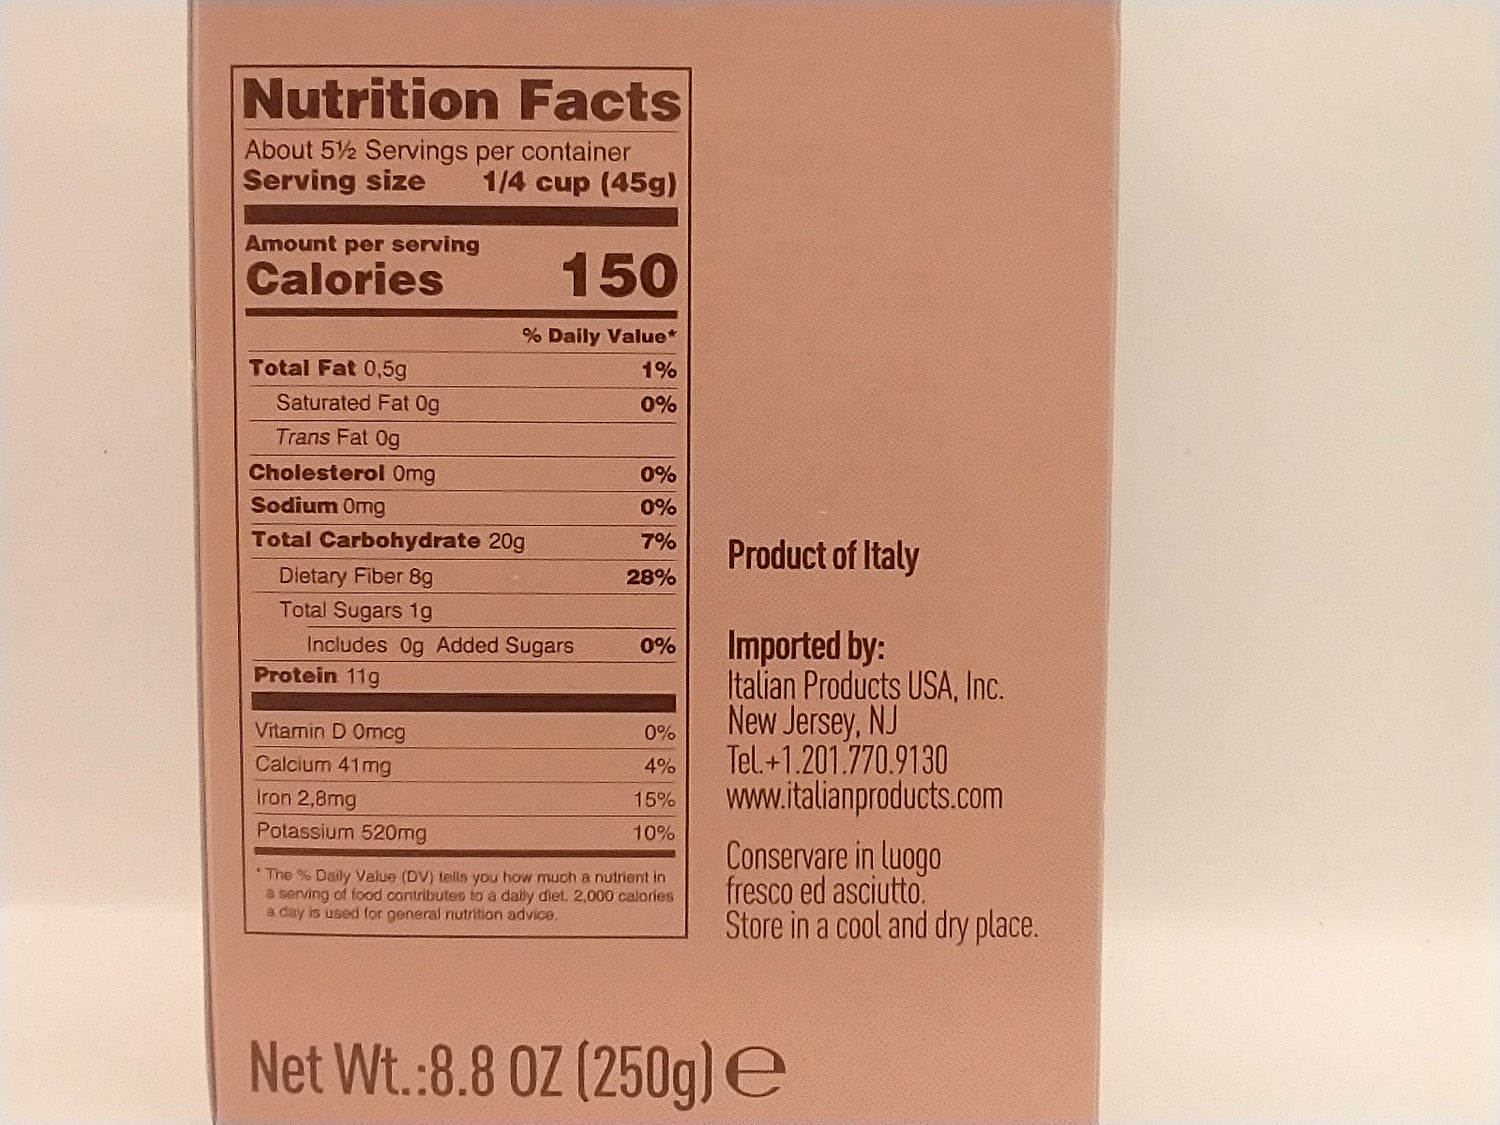 Nutrition Facts
About 5½ Servings per container
Serving size 1/4 cup (45g)
Amount per serving
Calories 150
% Daily Value*
Total Fat 0,5g 1%
Saturated Fat 0g 0%
Trans Fat 0g
Cholesterol 0mg 0%
Sodium 0mg 0%
Total Carbohydrate 20g 7%
Dietary Fiber 8g 28%
Total Sugars 1g
Includes 0g Added Sugars 0%
Protein 11g
Vitamin D 0mcg 0%
Calcium 41mg 4%
Iron 2,8mg 15%
Potassium 520mg 10%
* The % Daily Value (DV) tells you how much a nutrient in
a serving of food contributes to a daily diet. 2,000 calories
a day is used for general nutrition advice.
Product of Italy
Imported by:
Italian Products USA, Inc.
New Jersey, NJ
Tel.+1.201.770.9130
www.italianproducts.com
Conservare in luogo
fresco ed asciutto.
Store in a cool and dry place.
Net Wt.:8.8 OZ (250g) ℮